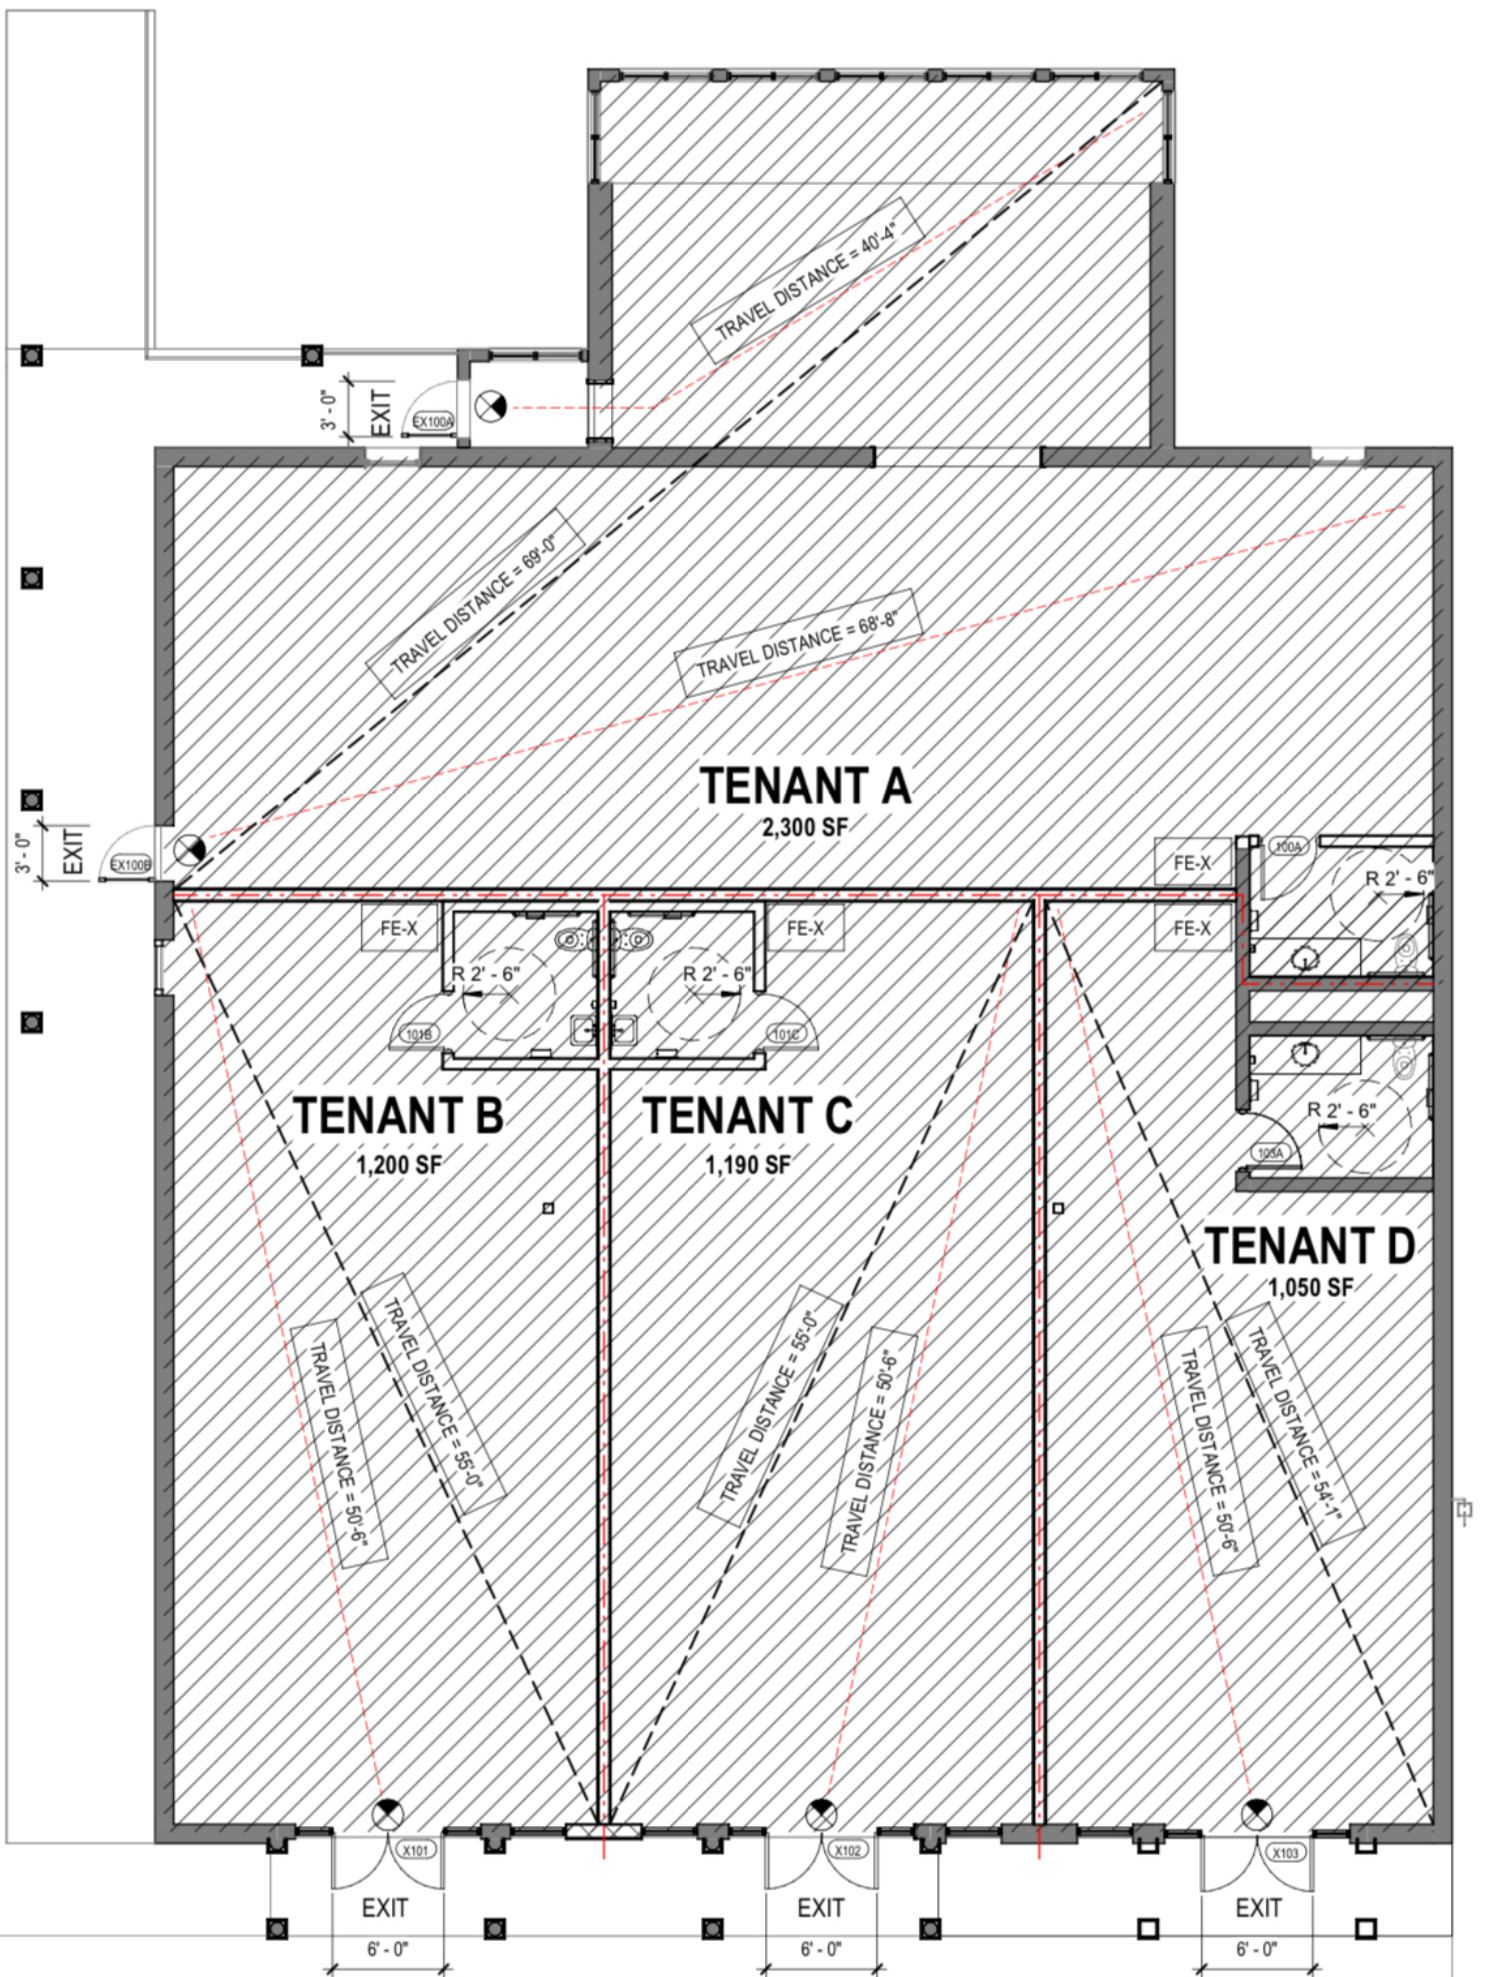 TRAVEL DISTANCE = 40'-4"
3' - 0"
EXIT
EX100A
TRAVEL DISTANCE = 69'-0"
TRAVEL DISTANCE = 68'-8"
TENANT A
2,300 SF
3' - 0"
EXIT
EX100B
FE-X
100A
R 2' - 6"
FE-X
FE-X
FE-X
R 2' - 6"
R 2' - 6"
101B
101C
TENANT B
1,200 SF
TENANT C
1,190 SF
R 2' - 6"
103A
TENANT D
1,050 SF
TRAVEL DISTANCE = 50'-6"
TRAVEL DISTANCE = 55'-0"
TRAVEL DISTANCE = 55'-0"
TRAVEL DISTANCE = 50'-6"
TRAVEL DISTANCE = 50'-6"
TRAVEL DISTANCE = 54'-1"
X101
X102
X103
EXIT
EXIT
EXIT
6' - 0"
6' - 0"
6' - 0"